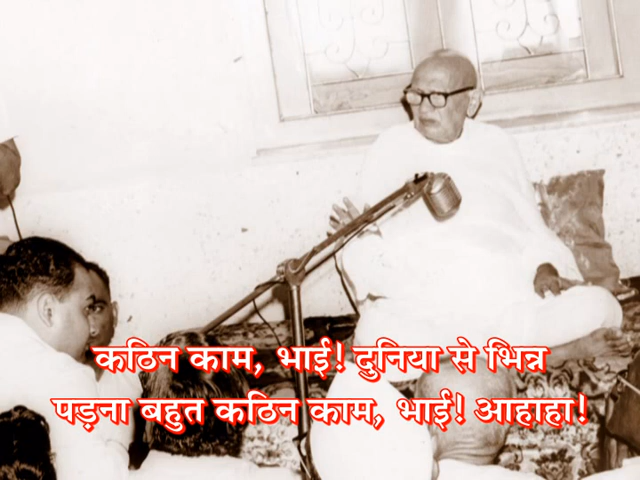 कठिन काम, भाई! दुनिया से भिन्न
पड़ना बहुत कठिन काम, भाई! आहाहा!